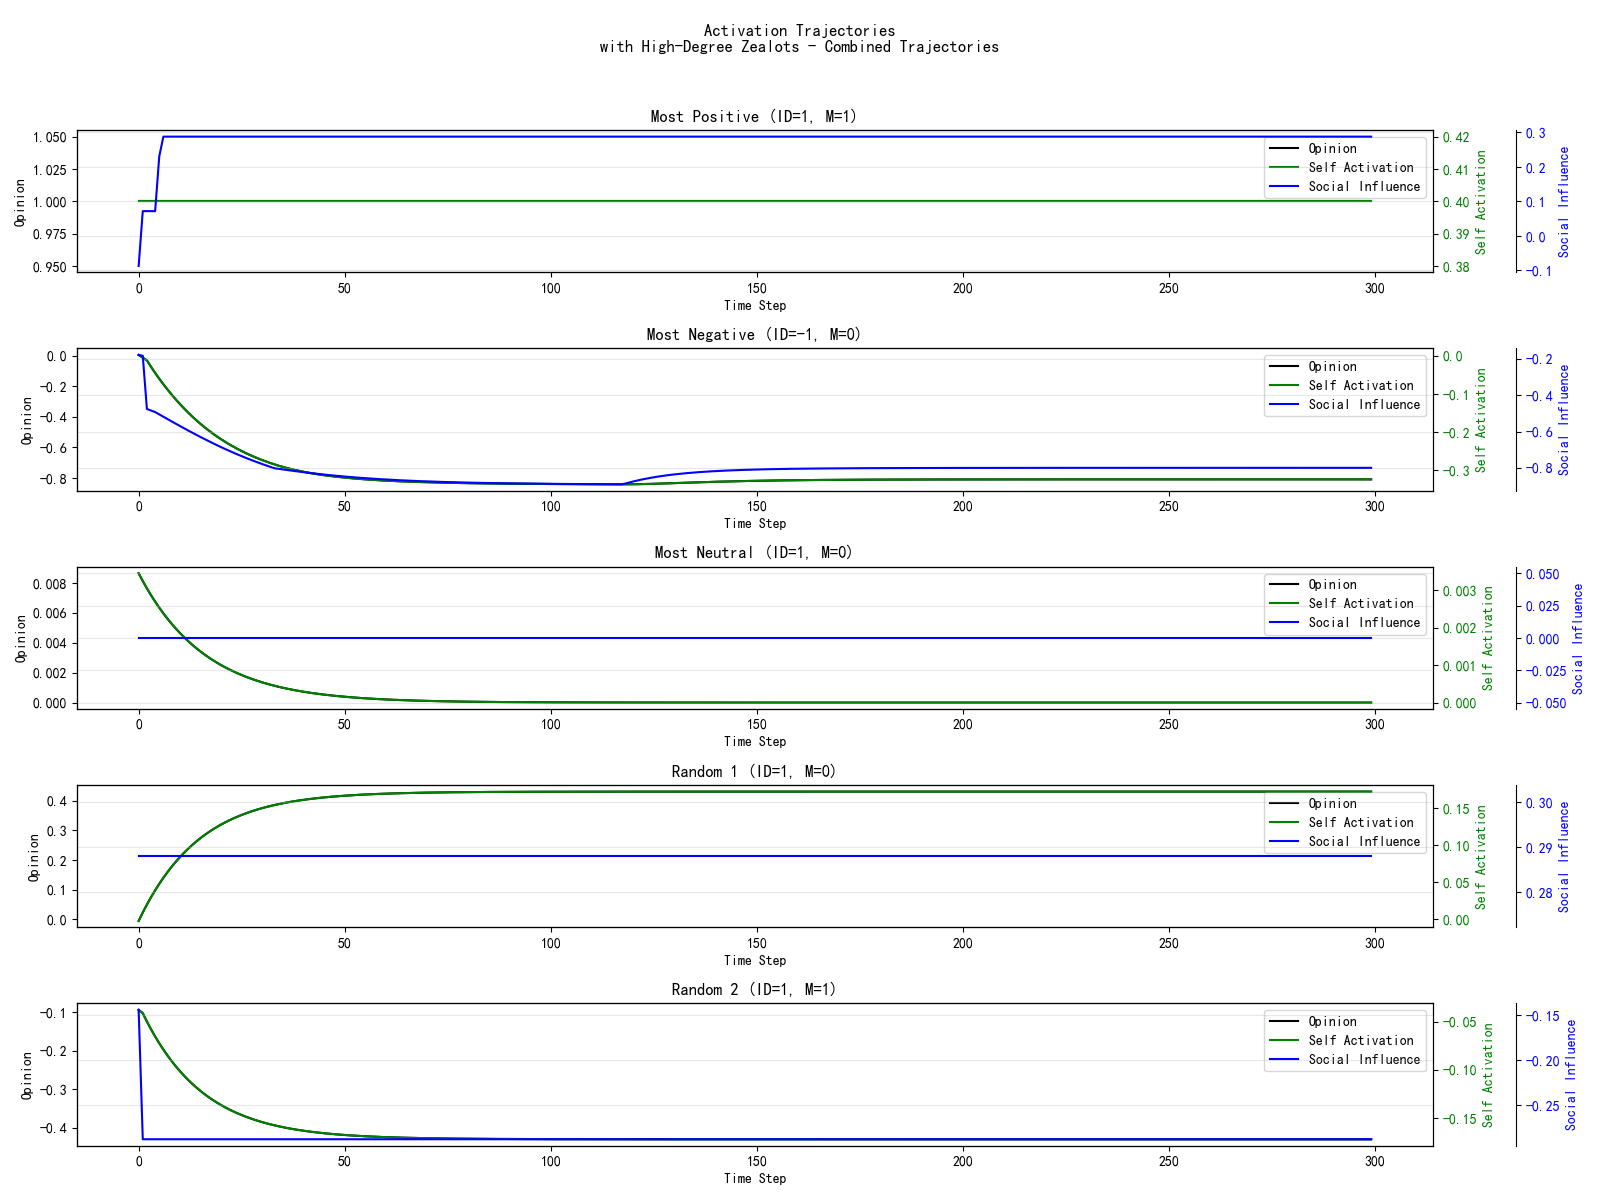 Activation Trajectories
with High-Degree Zealots - Combined Trajectories
Most Positive (ID=1, M=1)
1.050
1.025
1.000
0.975
0.950
Opinion
0
50
100
150
200
250
300
Time Step
0.42
0.41
0.40
0.39
0.38
Self Activation
0.3
0.2
0.1
0.0
-0.1
Social Influence
Opinion
Self Activation
Social Influence
Most Negative (ID=-1, M=0)
0.0
-0.2
-0.4
-0.6
-0.8
Opinion
0
50
100
150
200
250
300
Time Step
0.0
-0.1
-0.2
-0.3
Self Activation
-0.2
-0.4
-0.6
-0.8
Social Influence
Opinion
Self Activation
Social Influence
Most Neutral (ID=1, M=0)
0.008
0.006
0.004
0.002
0.000
Opinion
0
50
100
150
200
250
300
Time Step
0.003
0.002
0.001
0.000
Self Activation
0.050
0.025
0.000
-0.025
-0.050
Social Influence
Opinion
Self Activation
Social Influence
Random 1 (ID=1, M=0)
0.4
0.3
0.2
0.1
0.0
Opinion
0
50
100
150
200
250
300
Time Step
0.15
0.10
0.05
0.00
Self Activation
0.30
0.29
0.28
Social Influence
Opinion
Self Activation
Social Influence
Random 2 (ID=1, M=1)
-0.1
-0.2
-0.3
-0.4
Opinion
0
50
100
150
200
250
300
Time Step
-0.05
-0.10
-0.15
Self Activation
-0.15
-0.20
-0.25
Social Influence
Opinion
Self Activation
Social Influence